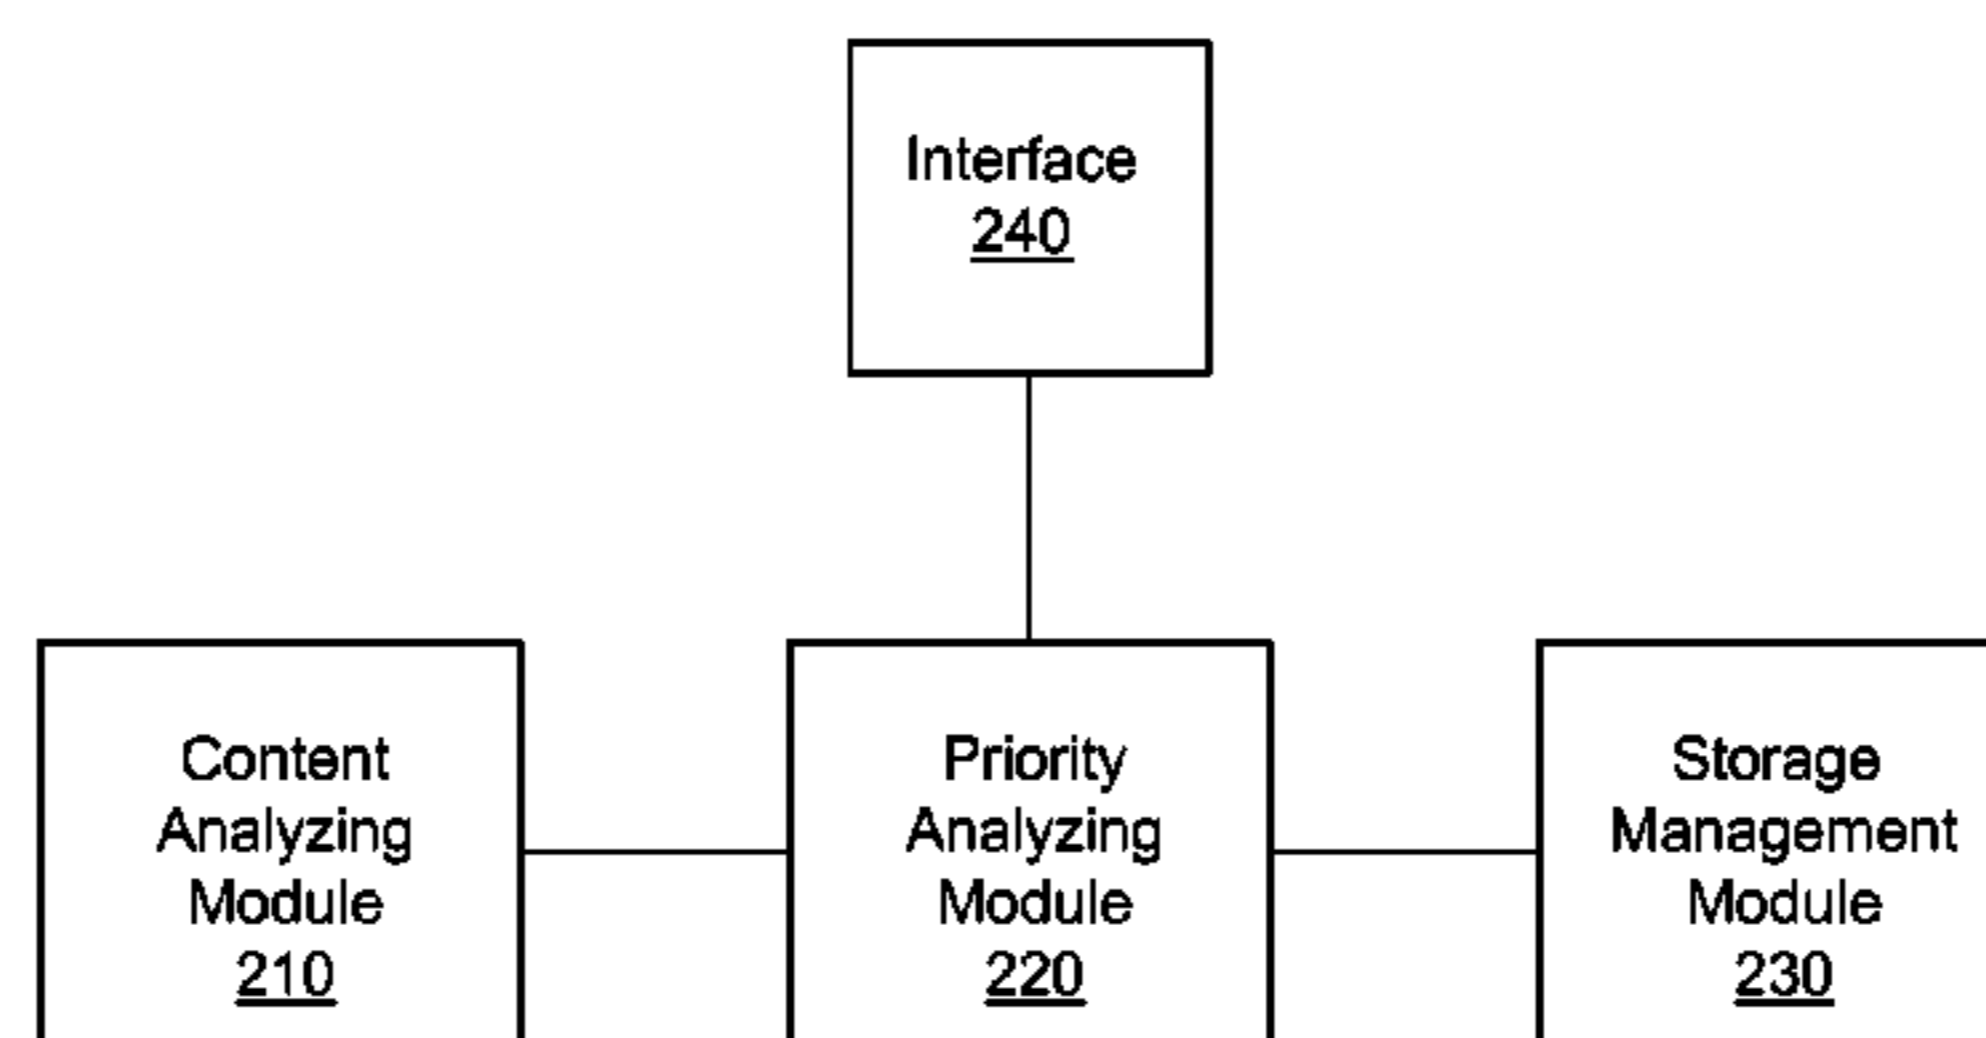 Interface
240
Content
Analyzing
Module
210
Priority
Analyzing
Module
220
Storage
Management
Module
230